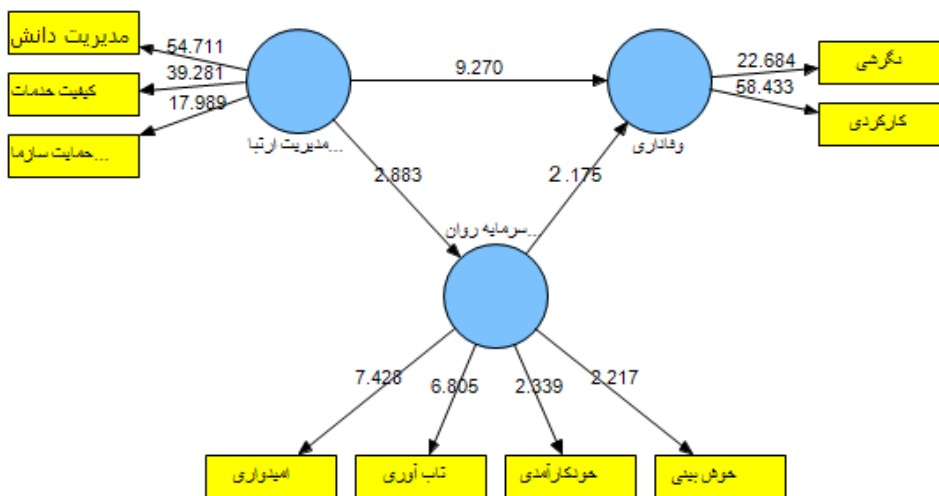 مدیریت دانش
54.711
کیفیت خدمات
39.281
حمایت سازما...
17.989
مدیریت ارتبا...
9.270
وفاداری
22.684
نگرشی
58.433
کارکردی
2.883
2.175
سرمایه روان...
7.428
6.805
2.339
2.217
امیدواری
تاب آوری
خودکارآمدی
خوش بینی